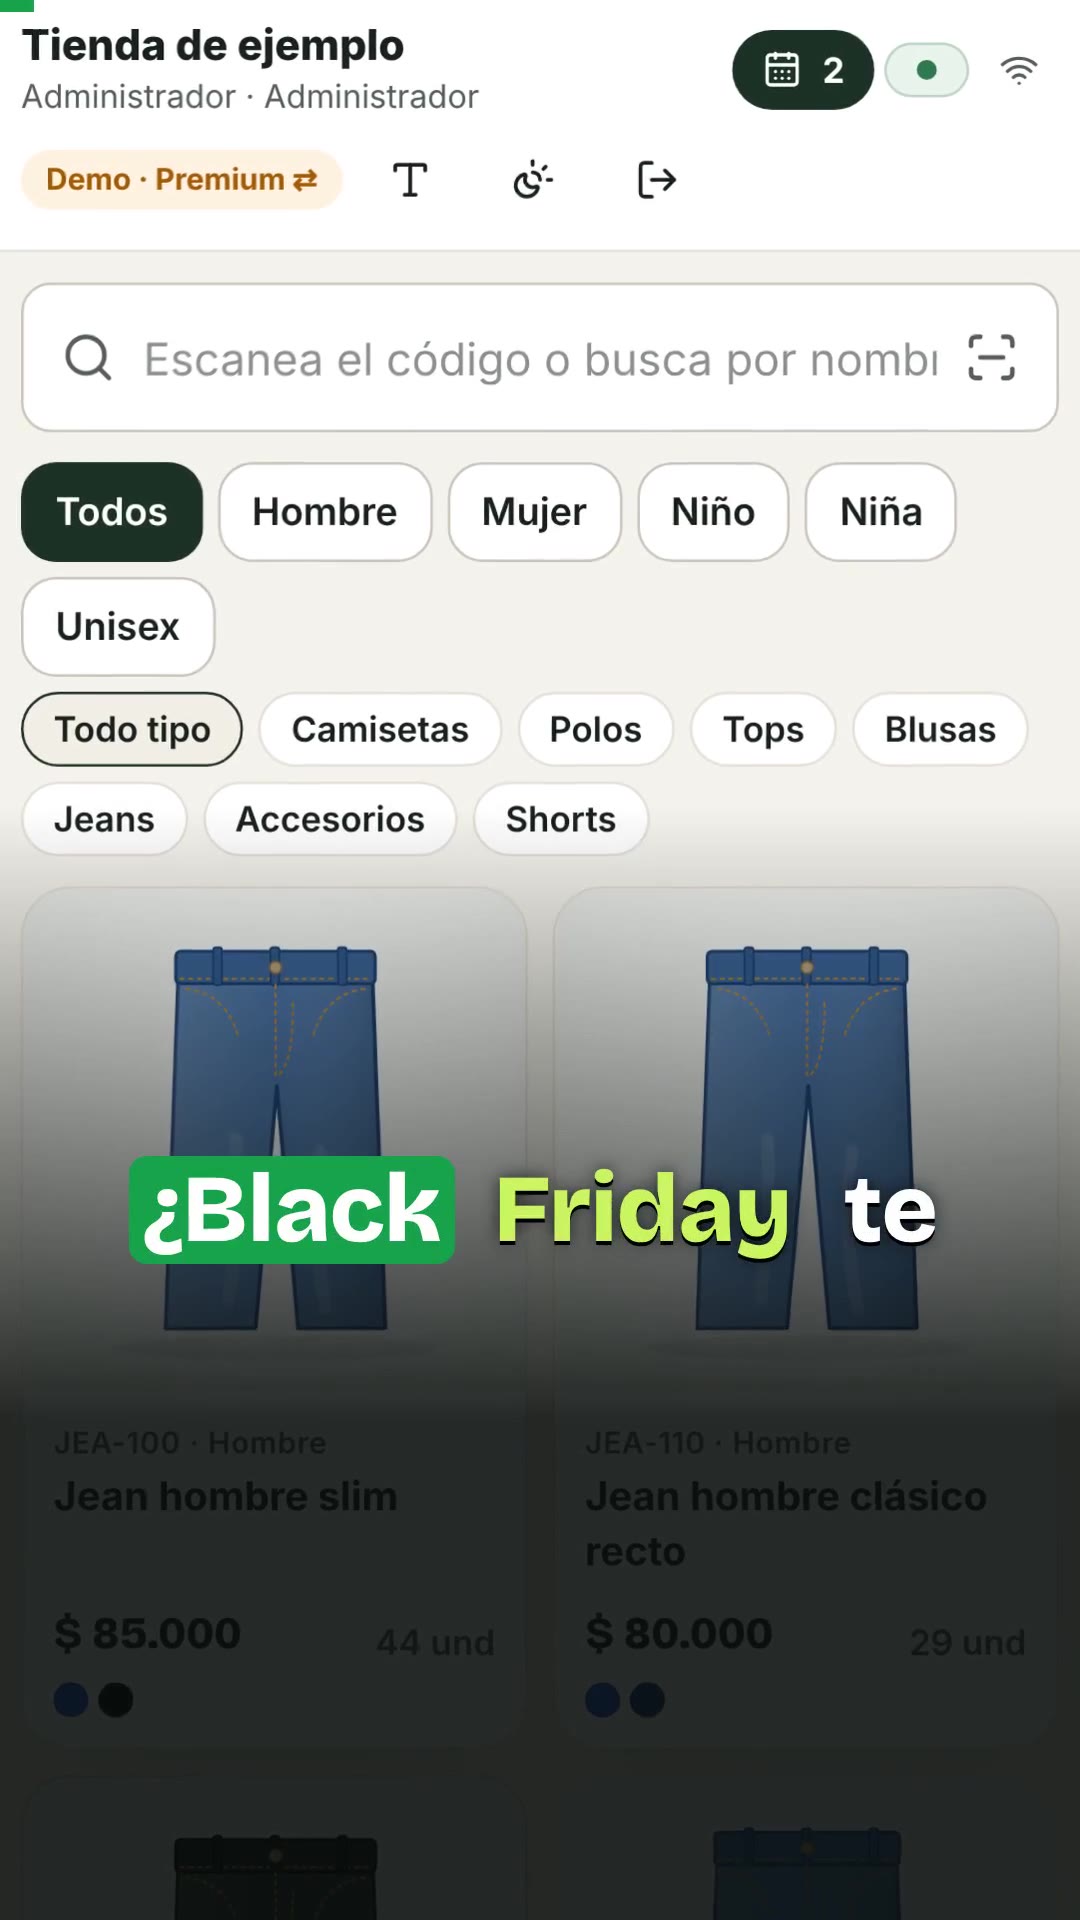 Tienda de ejemplo
Administrador · Administrador
2
Demo · Premium ⇄
Escanea el código o busca por nombr
Todos
Hombre
Mujer
Niño
Niña
Unisex
Todo tipo
Camisetas
Polos
Tops
Blusas
Jeans
Accesorios
Shorts
¿Black Friday te
JEA-100 · Hombre
Jean hombre slim
$ 85.000
44 und
JEA-110 · Hombre
Jean hombre clásico
recto
$ 80.000
29 und